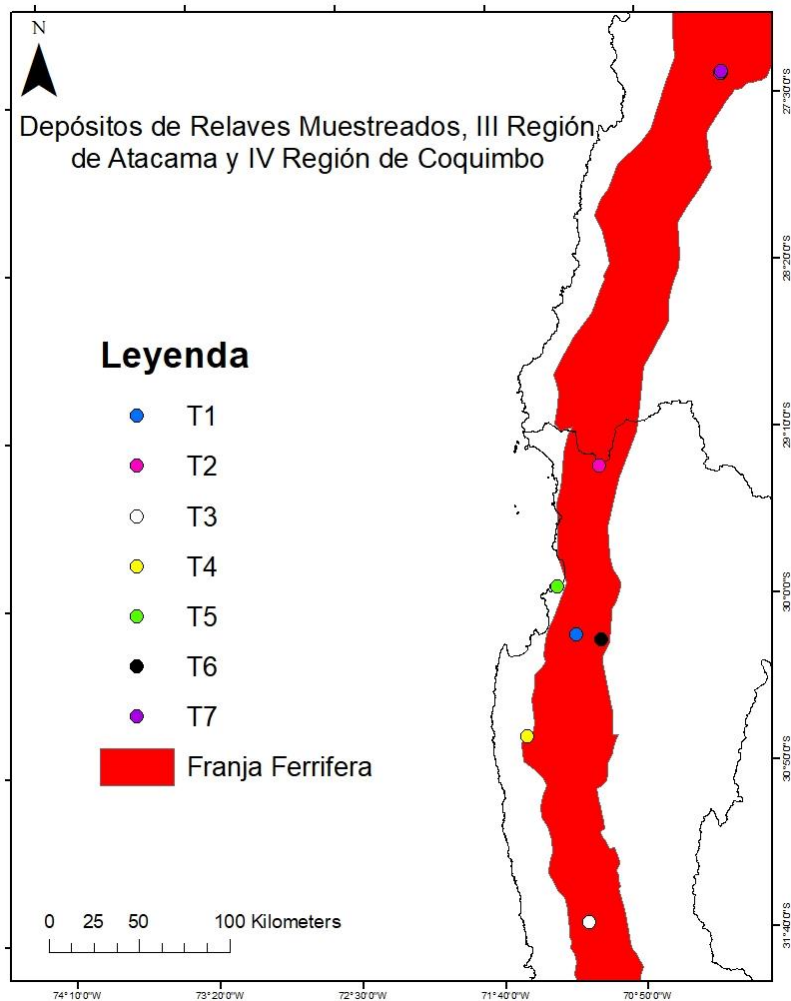 N
Depósitos de Relaves Muestreados, III Región
de Atacama y IV Región de Coquimbo
Leyenda
T1
T2
T3
T4
T5
T6
T7
Franja Ferrifera
0 25 50 100 Kilometers
27°30'0"S
28°20'0"S
29°10'0"S
30°0'0"S
30°50'0"S
31°40'0"S
74°10'0"W 73°20'0"W 72°30'0"W 71°40'0"W 70°50'0"W